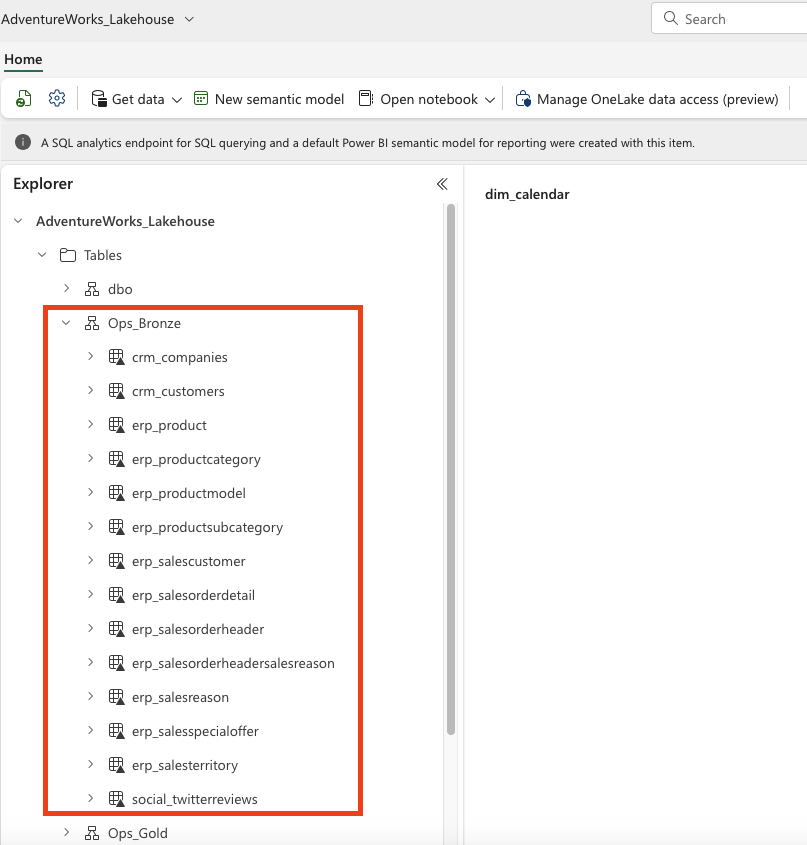 AdventureWorks_Lakehouse
Search
Home
Get data
New semantic model
Open notebook
Manage OneLake data access (preview)
A SQL analytics endpoint for SQL querying and a default Power BI semantic model for reporting were created with this item.
Explorer
dim_calendar
AdventureWorks_Lakehouse
Tables
dbo
Ops_Bronze
crm_companies
crm_customers
erp_product
erp_productcategory
erp_productmodel
erp_productsubcategory
erp_salescustomer
erp_salesorderdetail
erp_salesorderheader
erp_salesorderheadersalesreason
erp_salesreason
erp_salesspecialoffer
erp_salesterritory
social_twitterreviews
Ops_Gold